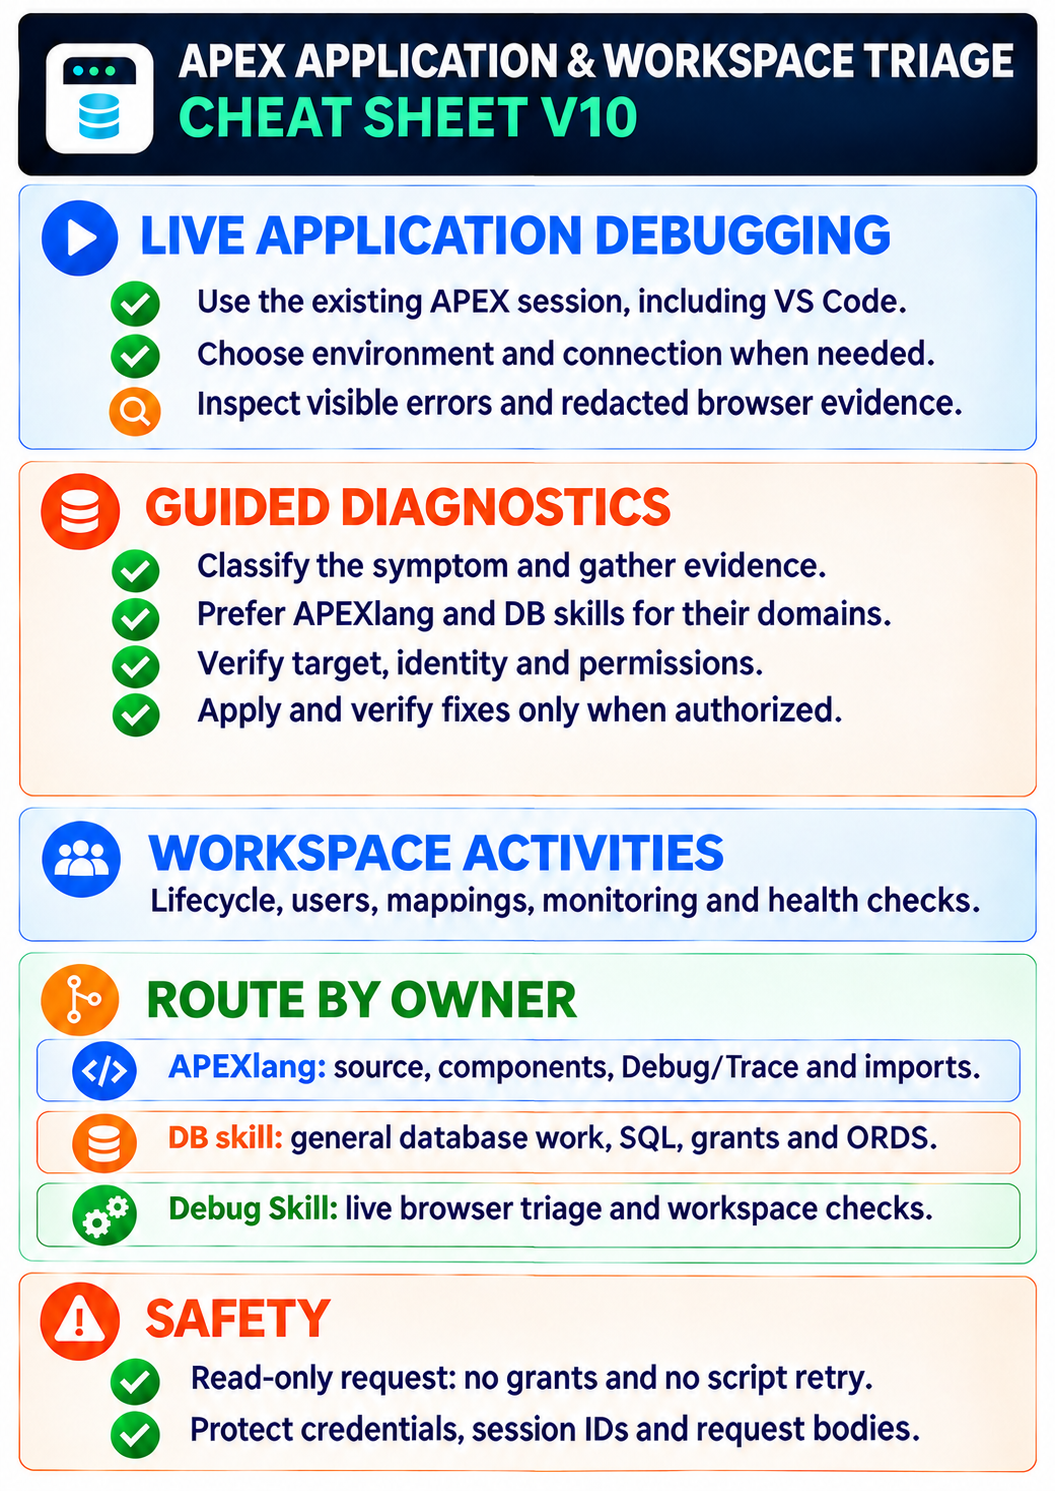 APEX APPLICATION & WORKSPACE TRIAGE
CHEAT SHEET V10
LIVE APPLICATION DEBUGGING
Use the existing APEX session, including VS Code.
Choose environment and connection when needed.
Inspect visible errors and redacted browser evidence.
GUIDED DIAGNOSTICS
Classify the symptom and gather evidence.
Prefer APEXlang and DB skills for their domains.
Verify target, identity and permissions.
Apply and verify fixes only when authorized.
WORKSPACE ACTIVITIES
Lifecycle, users, mappings, monitoring and health checks.
ROUTE BY OWNER
APEXlang: source, components, Debug/Trace and imports.
DB skill: general database work, SQL, grants and ORDS.
Debug Skill: live browser triage and workspace checks.
SAFETY
Read-only request: no grants and no script retry.
Protect credentials, session IDs and request bodies.